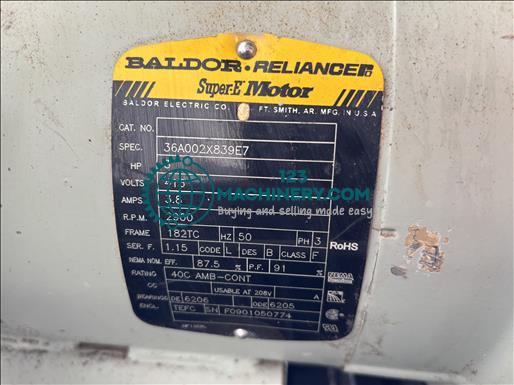 BALDOR • RELIANCE
Super-E Motor
BALDOR ELECTRIC CO. FT. SMITH, AR. MFG. IN U.S.A.
CAT. NO.
SPEC. 36A002X839E7
HP
VOLTS
AMPS 3.8
R.P.M. 2900
FRAME 182TC HZ 50 PH 3
SER. F. 1.15 CODE L DES B CLASS F
RoHS
NEMA NOM. EFF. 87.5 % P.F. 91 %
RATING 40C AMB-CONT
CC USABLE AT 208V A
BEARINGS DE 6206 ODE 6205
ENCL TEFC SN F0901050774
123
MACHINERY.COM
Buying and selling made easy